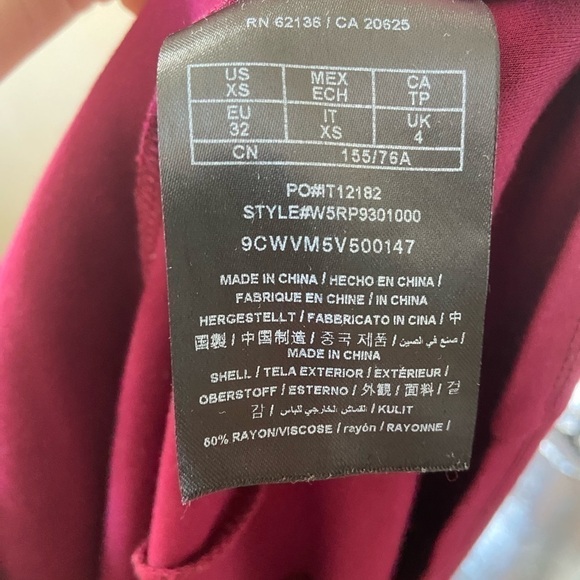 RN 62136 / CA 20625
US MEX CA
XS ECH TP
EU IT UK
32 XS 4
CN 155/76A
PO#IT12182
STYLE#W5RP9301000
9CWVM5V500147
MADE IN CHINA / HECHO EN CHINA /
FABRIQUE EN CHINE / IN CHINA
HERGESTELLT / FABBRICATO IN CINA / 中
國製 / 中国制造 / 중국 제품 / صنع في الصين /
MADE IN CHINA
SHELL / TELA EXTERIOR / EXTÉRIEUR /
OBERSTOFF / ESTERNO / 外觀 / 面料 / 겉
감 / القماش الخارجي للباس / KULIT
60% RAYON/VISCOSE / rayón / RAYONNE /